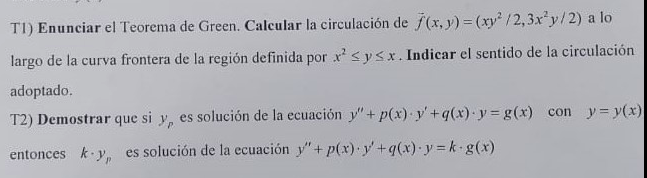 T1) Enunciar el Teorema de Green. Calcular la circulación de f⃗(x, y) = (xy² / 2, 3x²y / 2) a lo
largo de la curva frontera de la región definida por x² ≤ y ≤ x. Indicar el sentido de la circulación
adoptado.
T2) Demostrar que si yₚ es solución de la ecuación y'' + p(x) · y' + q(x) · y = g(x) con y = y(x)
entonces k · yₚ es solución de la ecuación y'' + p(x) · y' + q(x) · y = k · g(x)